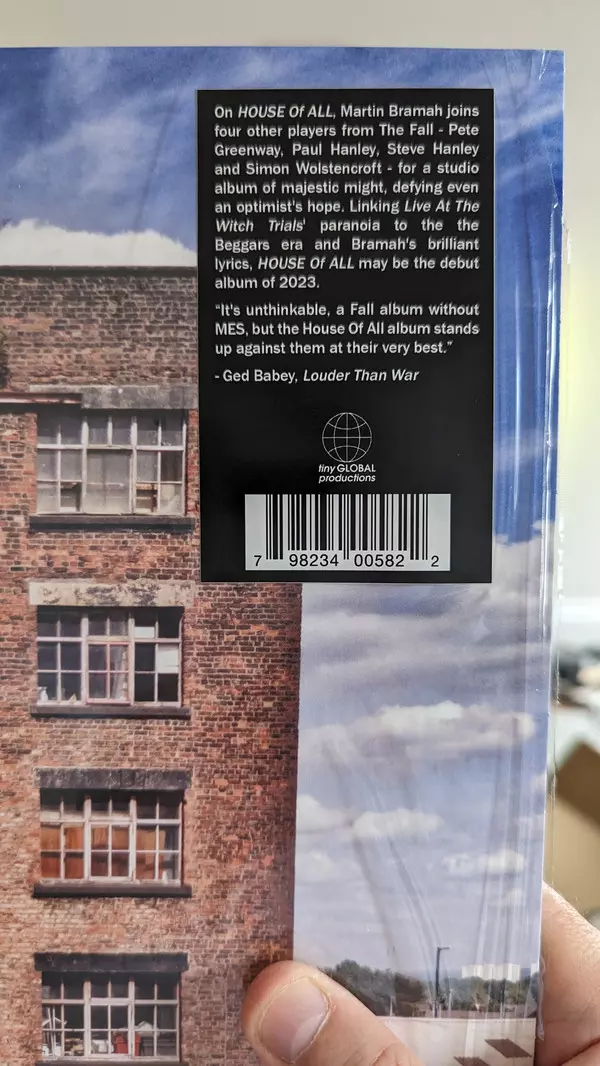 On HOUSE Of ALL, Martin Bramah joins
four other players from The Fall - Pete
Greenway, Paul Hanley, Steve Hanley
and Simon Wolstencroft - for a studio
album of majestic might, defying even
an optimist's hope. Linking Live At The
Witch Trials' paranoia to the the
Beggars era and Bramah's brilliant
lyrics, HOUSE Of ALL may be the debut
album of 2023.
"It's unthinkable, a Fall album without
MES, but the House Of All album stands
up against them at their very best."
- Ged Babey, Louder Than War
tiny GLOBAL
productions
7 98234 00582 2